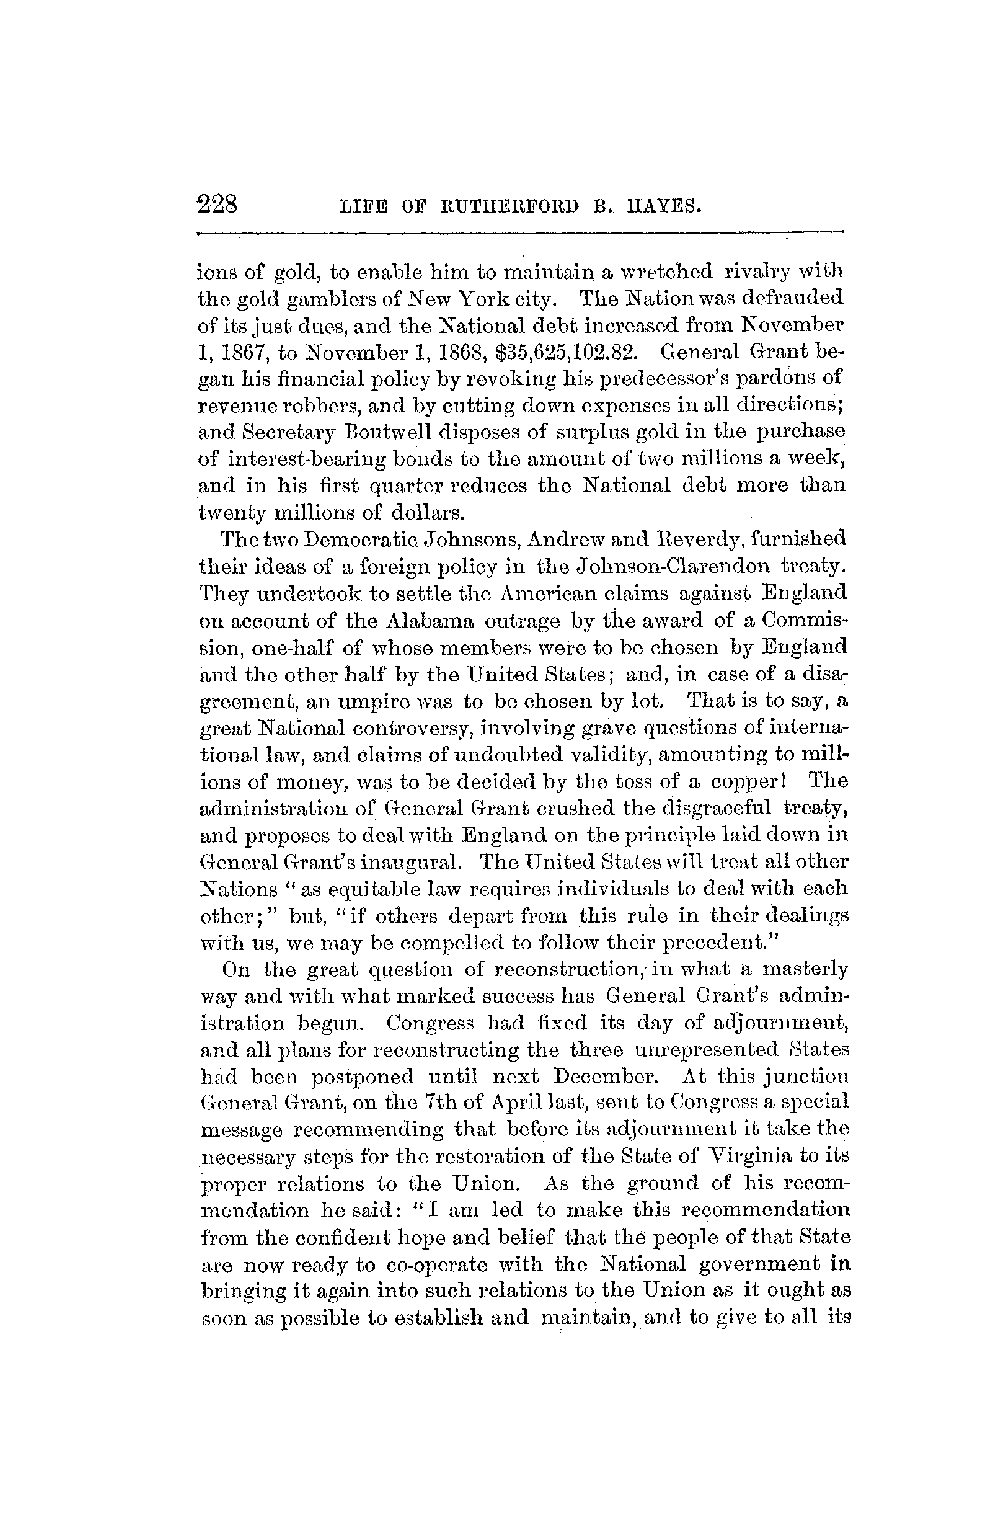 228 LIFE OF RUTHERFORD B. HAYES.
ions of gold, to enable him to maintain a wretched rivalry with
the gold gamblers of New York city. The Nation was defrauded
of its just dues, and the National debt increased from November
1, 1867, to November 1, 1868, $35,625,102.82. General Grant be-
gan his financial policy by revoking his predecessor's pardons of
revenue robbers, and by cutting down expenses in all directions;
and Secretary Boutwell disposes of surplus gold in the purchase
of interest-bearing bonds to the amount of two millions a week,
and in his first quarter reduces the National debt more than
twenty millions of dollars.
The two Democratic Johnsons, Andrew and Reverdy, furnished
their ideas of a foreign policy in the Johnson-Clarendon treaty.
They undertook to settle the American claims against England
on account of the Alabama outrage by the award of a Commis-
sion, one-half of whose members were to be chosen by England
and the other half by the United States; and, in case of a disa-
greement, an umpire was to be chosen by lot. That is to say, a
great National controversy, involving grave questions of interna-
tional law, and claims of undoubted validity, amounting to mill-
ions of money, was to be decided by the toss of a copper! The
administration of General Grant crushed the disgraceful treaty,
and proposes to deal with England on the principle laid down in
General Grant's inaugural. The United States will treat all other
Nations "as equitable law requires individuals to deal with each
other;" but, "if others depart from this rule in their dealings
with us, we may be compelled to follow their precedent."
On the great question of reconstruction, in what a masterly
way and with what marked success has General Grant's admin-
istration begun. Congress had fixed its day of adjournment,
and all plans for reconstructing the three unrepresented States
had been postponed until next December. At this junction
General Grant, on the 7th of April last, sent to Congress a special
message recommending that before its adjournment it take the
necessary steps for the restoration of the State of Virginia to its
proper relations to the Union. As the ground of his recom-
mendation he said: "I am led to make this recommendation
from the confident hope and belief that the people of that State
are now ready to co-operate with the National government in
bringing it again into such relations to the Union as it ought as
soon as possible to establish and maintain, and to give to all its